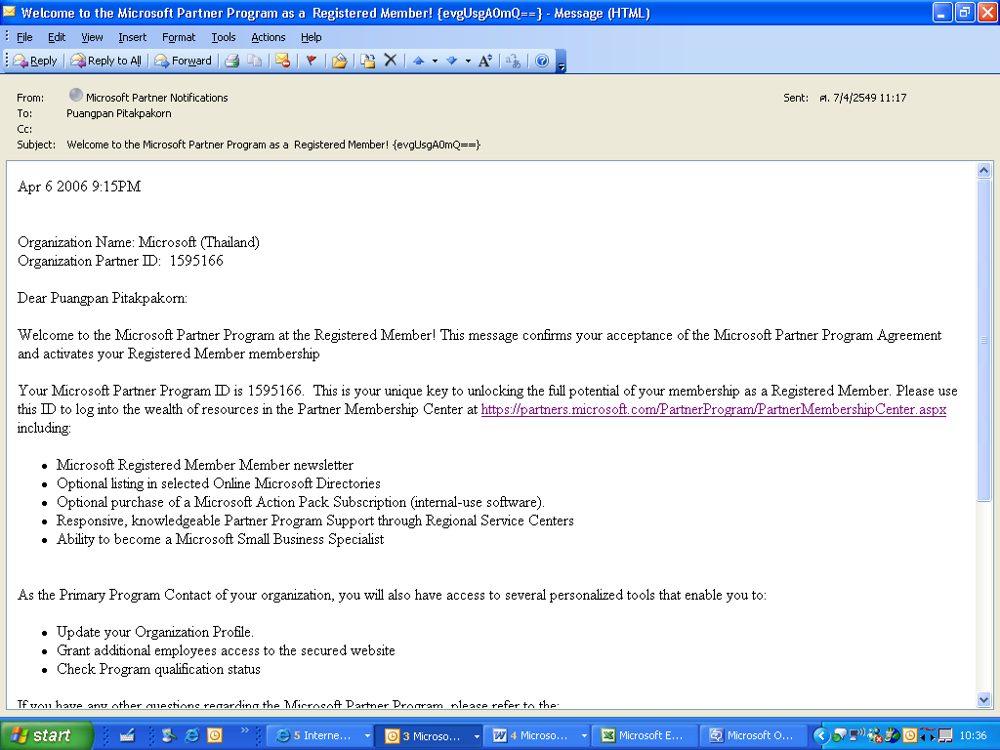 Welcome to the Microsoft Partner Program as a  Registered Member! {evgUsgA0mQ==} - Message (HTML)
File Edit View Insert Format Tools Actions Help
Reply Reply to All Forward
From: Microsoft Partner Notifications Sent: ศ. 7/4/2549 11:17
To: Puangpan Pitakpakorn
Cc:
Subject: Welcome to the Microsoft Partner Program as a  Registered Member! {evgUsgA0mQ==}
Apr 6 2006 9:15PM
Organization Name: Microsoft (Thailand)
Organization Partner ID:  1595166
Dear Puangpan Pitakpakorn:
Welcome to the Microsoft Partner Program at the Registered Member! This message confirms your acceptance of the Microsoft Partner Program Agreement
and activates your Registered Member membership
Your Microsoft Partner Program ID is 1595166.  This is your unique key to unlocking the full potential of your membership as a Registered Member. Please use
this ID to log into the wealth of resources in the Partner Membership Center at https://partners.microsoft.com/PartnerProgram/PartnerMembershipCenter.aspx
including:
• Microsoft Registered Member Member newsletter
• Optional listing in selected Online Microsoft Directories
• Optional purchase of a Microsoft Action Pack Subscription (internal-use software).
• Responsive, knowledgeable Partner Program Support through Regional Service Centers
• Ability to become a Microsoft Small Business Specialist
As the Primary Program Contact of your organization, you will also have access to several personalized tools that enable you to:
• Update your Organization Profile.
• Grant additional employees access to the secured website
• Check Program qualification status
If you have any other questions regarding the Microsoft Partner Program, please refer to the:
start 5 Interne... 3 Microso... 4 Microso... Microsoft E... Microsoft O... 10:36